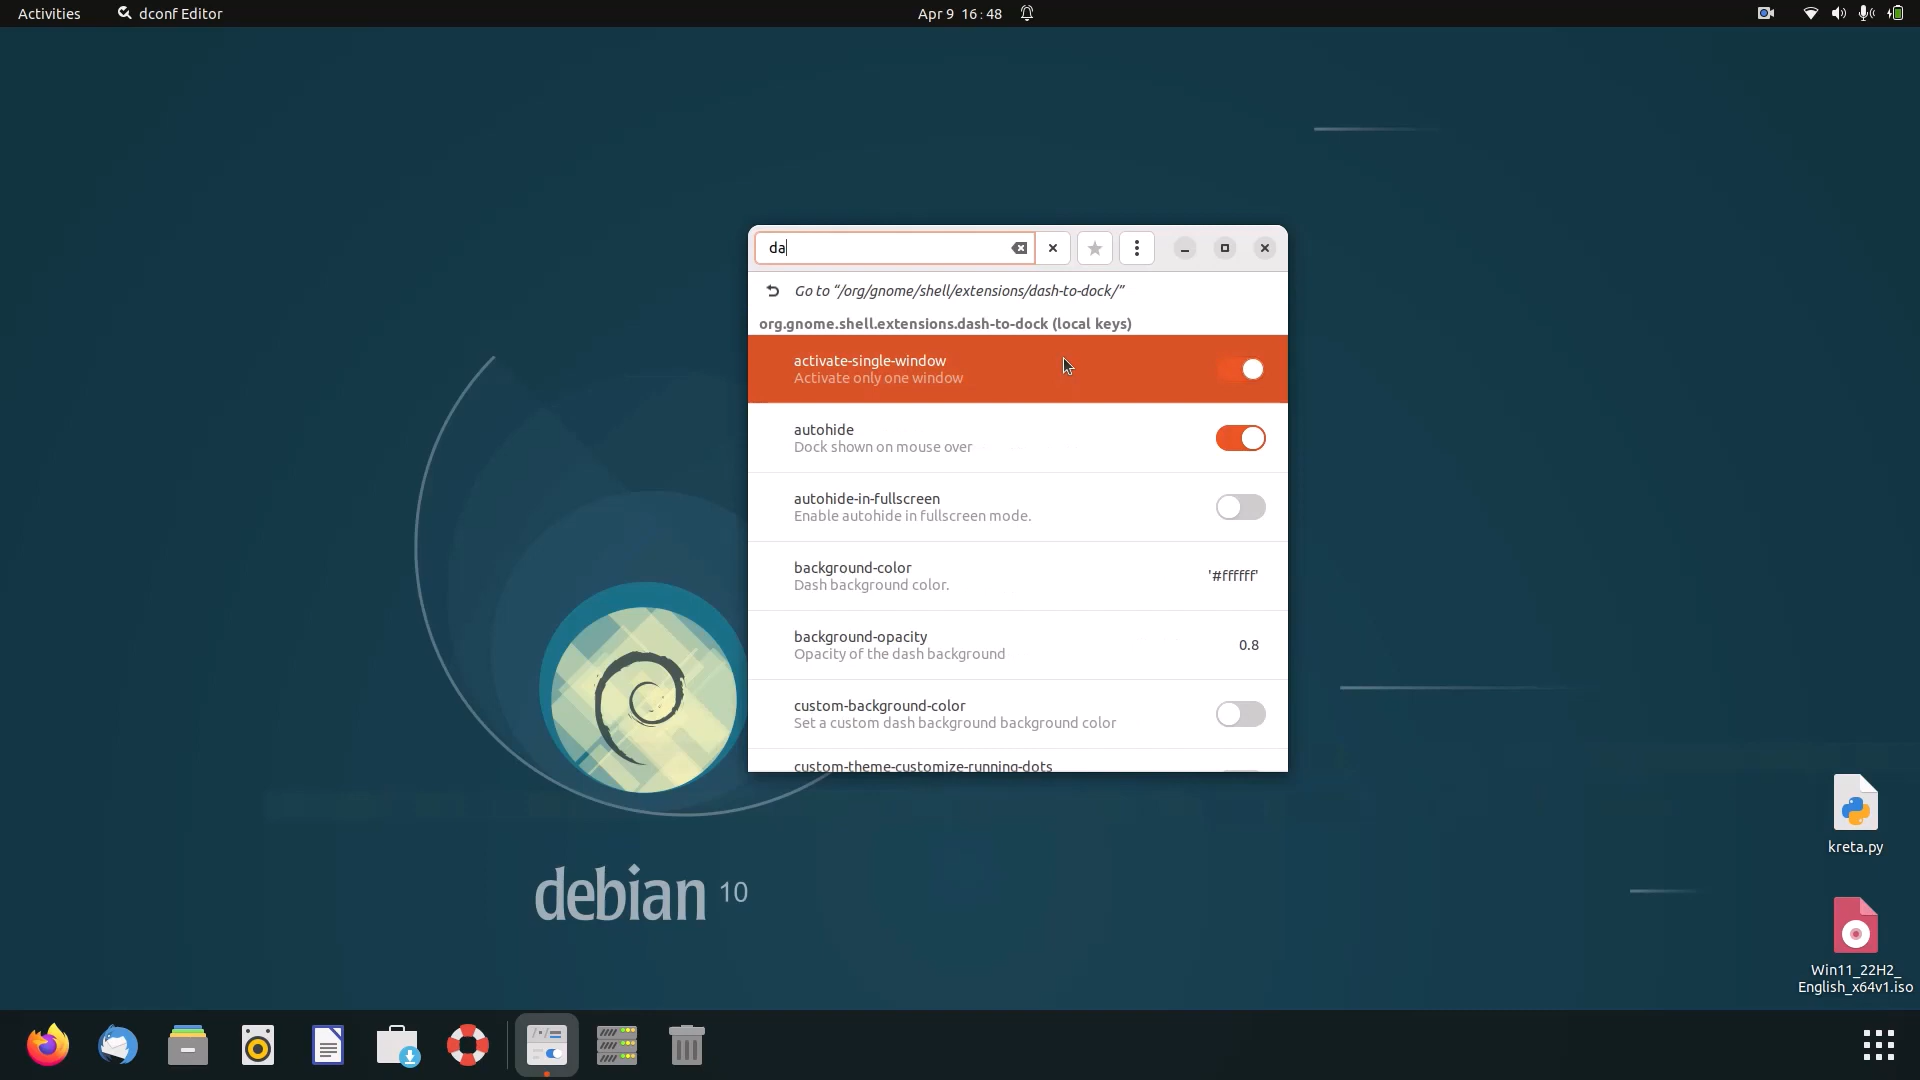 Activities
dconf Editor
Apr 9 16:48
da
Go to “/org/gnome/shell/extensions/dash-to-dock/”
org.gnome.shell.extensions.dash-to-dock (local keys)
activate-single-window
Activate only one window
autohide
Dock shown on mouse over
autohide-in-fullscreen
Enable autohide in fullscreen mode.
background-color
'#ffffff'
Dash background color.
background-opacity
0.8
Opacity of the dash background
custom-background-color
Set a custom dash background background color
custom-theme-customize-running-dots
debian 10
kreta.py
Win11_22H2_
English_x64v1.iso